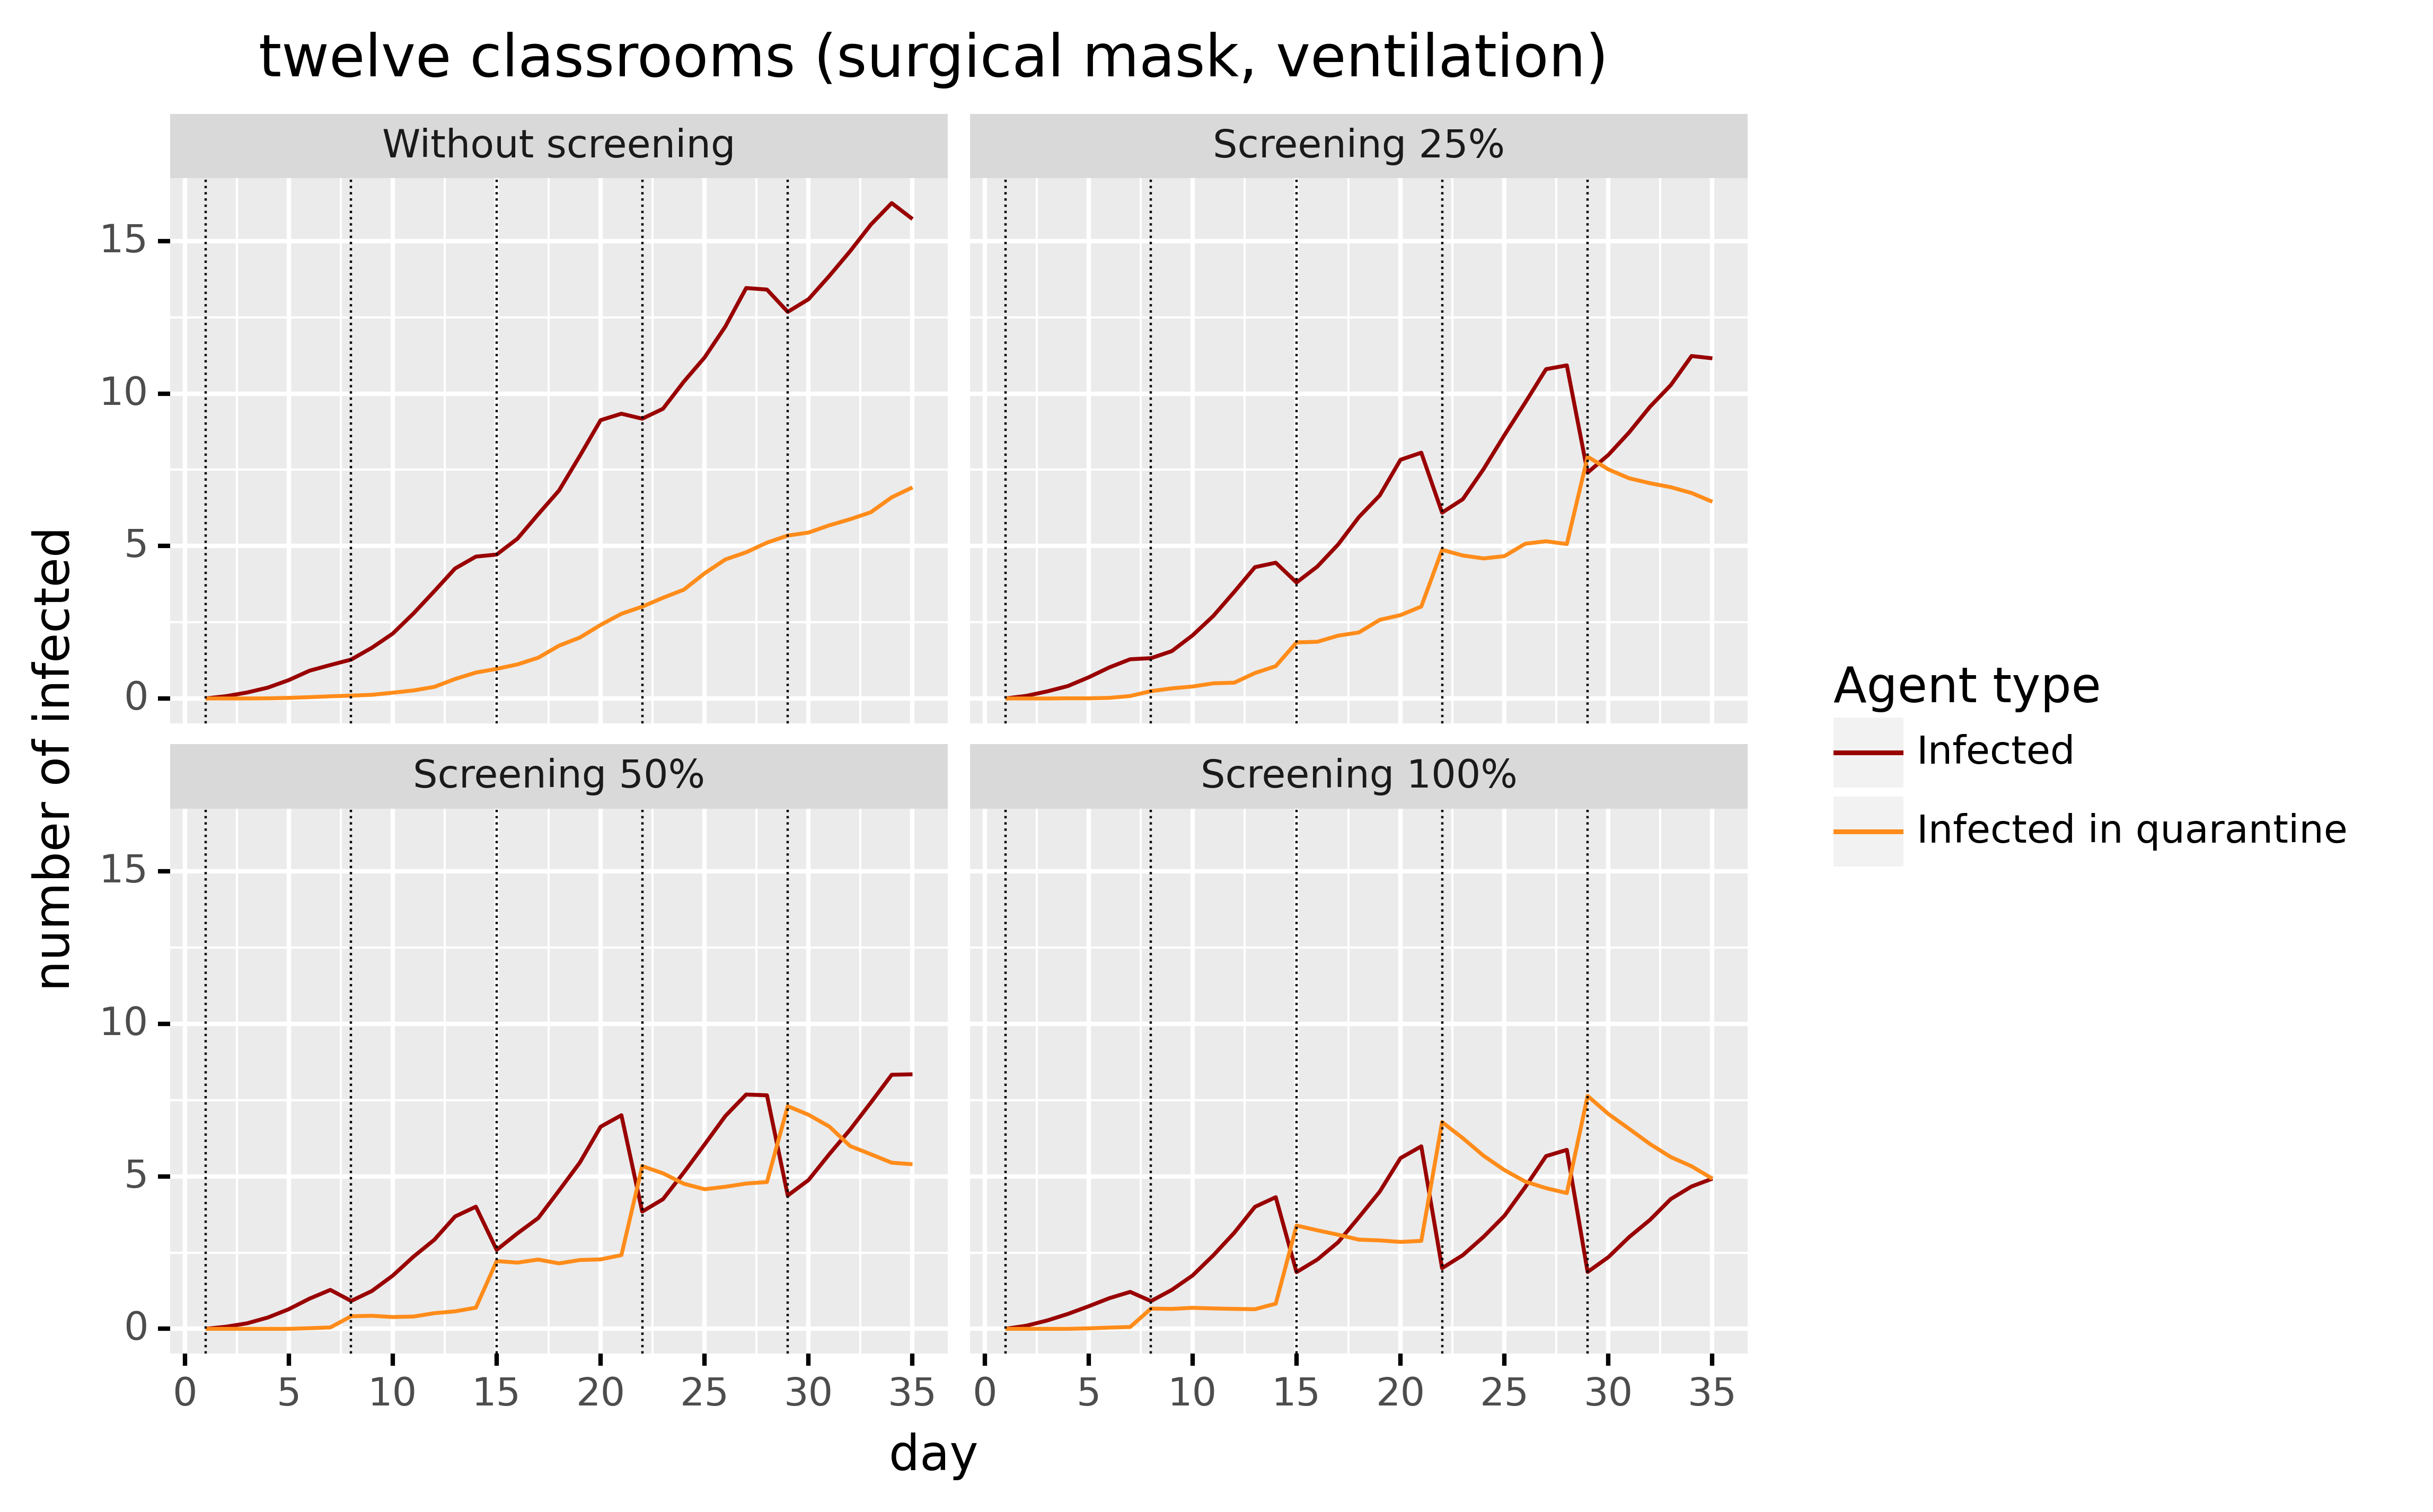 twelve classrooms (surgical mask, ventilation)
Without screening
Screening 25%
15
10
5
0
Screening 50%
Screening 100%
15
10
5
0
0 5 10 15 20 25 30 35
0 5 10 15 20 25 30 35
day
number of infected
Agent type
Infected
Infected in quarantine